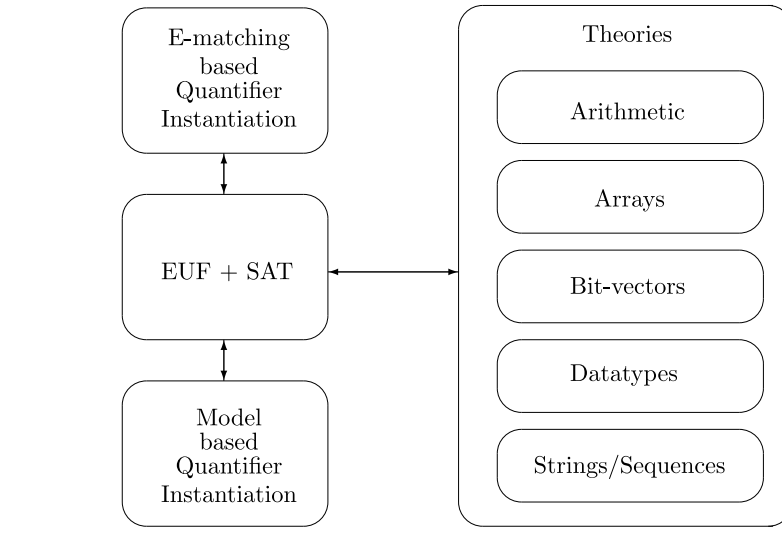 E-matching
based
Quantifier
Instantiation
EUF + SAT
Model
based
Quantifier
Instantiation
Theories
Arithmetic
Arrays
Bit-vectors
Datatypes
Strings/Sequences